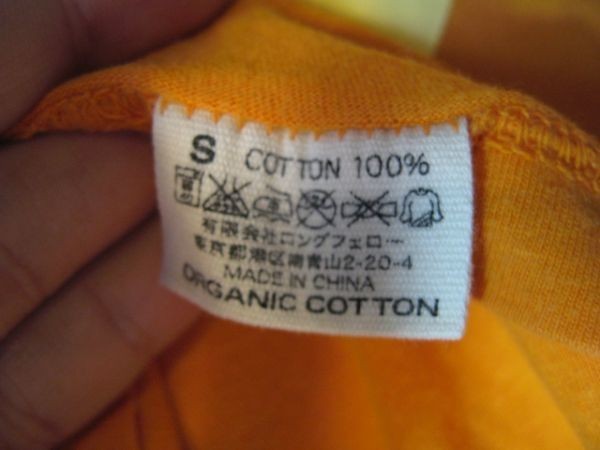 S COTTON 100%
有限会社ロングフェロー
東京都港区南青山2-20-4
MADE IN CHINA
ORGANIC COTTON